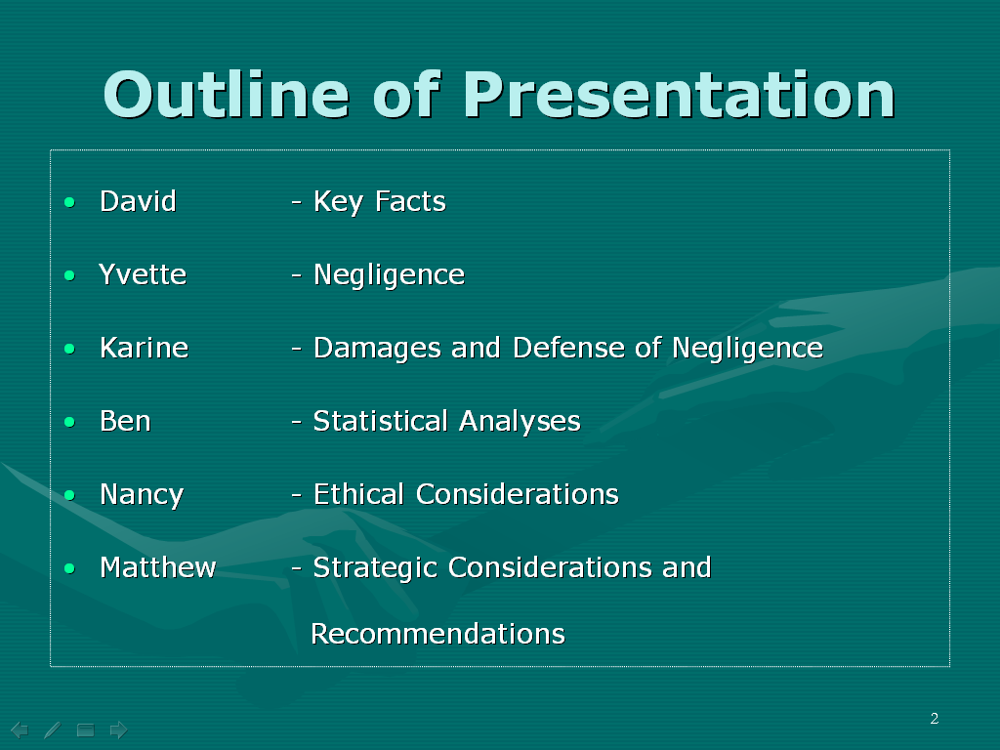 Outline of Presentation
• David - Key Facts
• Yvette - Negligence
• Karine - Damages and Defense of Negligence
• Ben - Statistical Analyses
• Nancy - Ethical Considerations
• Matthew - Strategic Considerations and
Recommendations
2